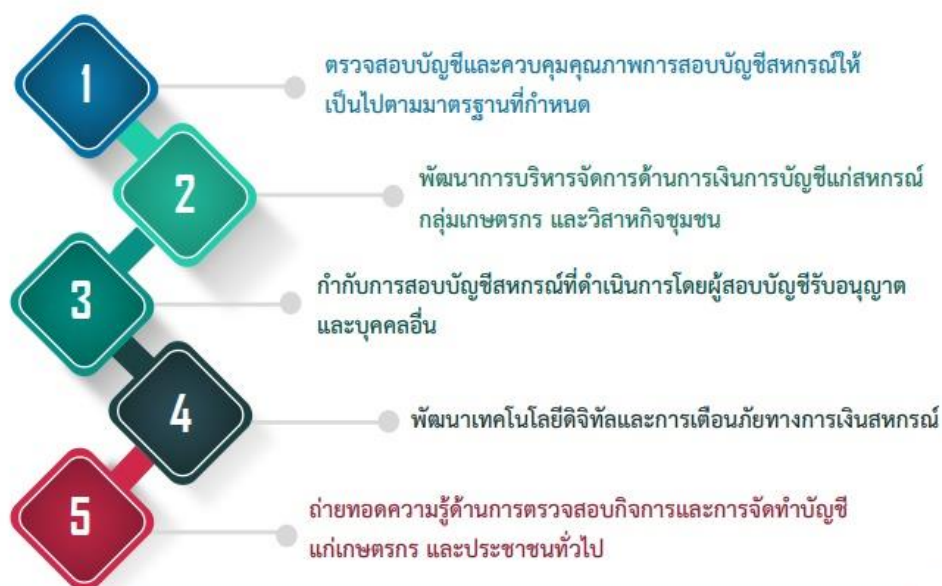 1
ตรวจสอบบัญชีและควบคุมคุณภาพการสอบบัญชีสหกรณ์ให้
เป็นไปตามมาตรฐานที่กำหนด
2
พัฒนาการบริหารจัดการด้านการเงินการบัญชีแก่สหกรณ์
กลุ่มเกษตรกร และวิสาหกิจชุมชน
3
กำกับการสอบบัญชีสหกรณ์ที่ดำเนินการโดยผู้สอบบัญชีรับอนุญาต
และบุคคลอื่น
4
พัฒนาเทคโนโลยีดิจิทัลและการเตือนภัยทางการเงินสหกรณ์
5
ถ่ายทอดความรู้ด้านการตรวจสอบกิจการและการจัดทำบัญชี
แก่เกษตรกร และประชาชนทั่วไป